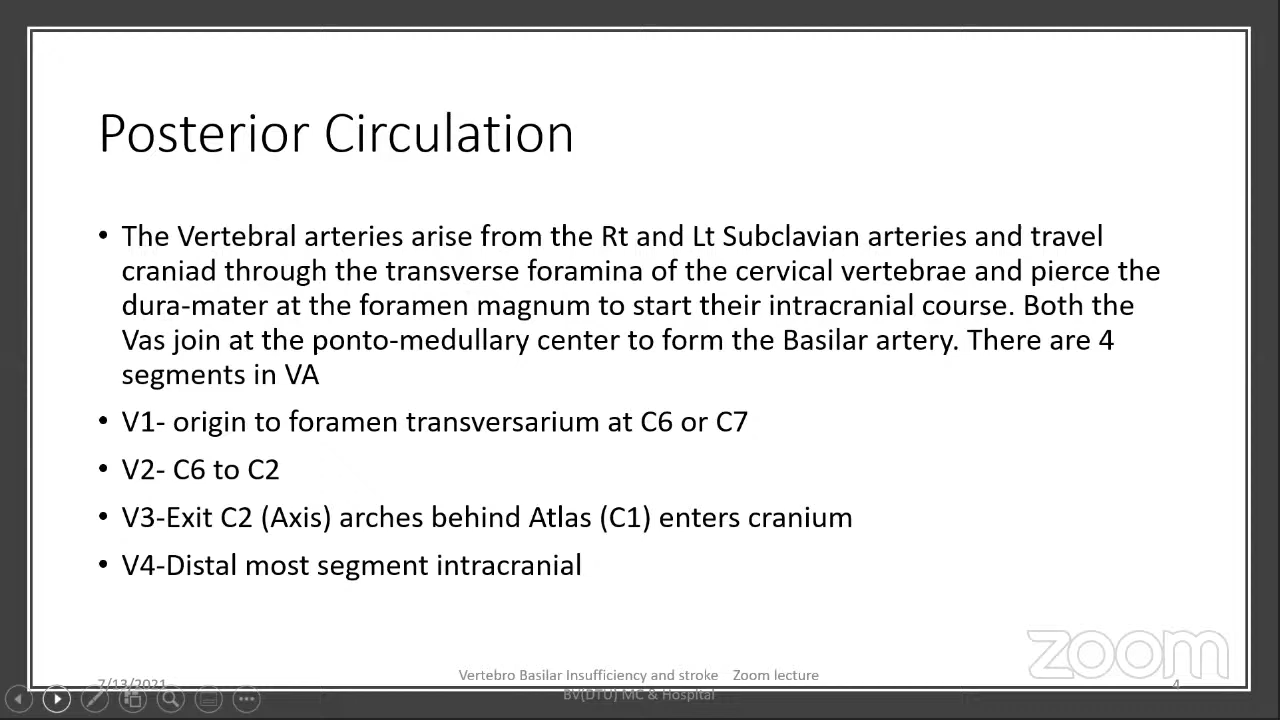 Posterior Circulation
• The Vertebral arteries arise from the Rt and Lt Subclavian arteries and travel
craniad through the transverse foramina of the cervical vertebrae and pierce the
dura-mater at the foramen magnum to start their intracranial course. Both the
Vas join at the ponto-medullary center to form the Basilar artery. There are 4
segments in VA
• V1- origin to foramen transversarium at C6 or C7
• V2- C6 to C2
• V3-Exit C2 (Axis) arches behind Atlas (C1) enters cranium
• V4-Distal most segment intracranial
zoom
7/13/2021
Vertebro Basilar Insufficiency and stroke Zoom lecture
BV(DTU) MC & Hospital
4